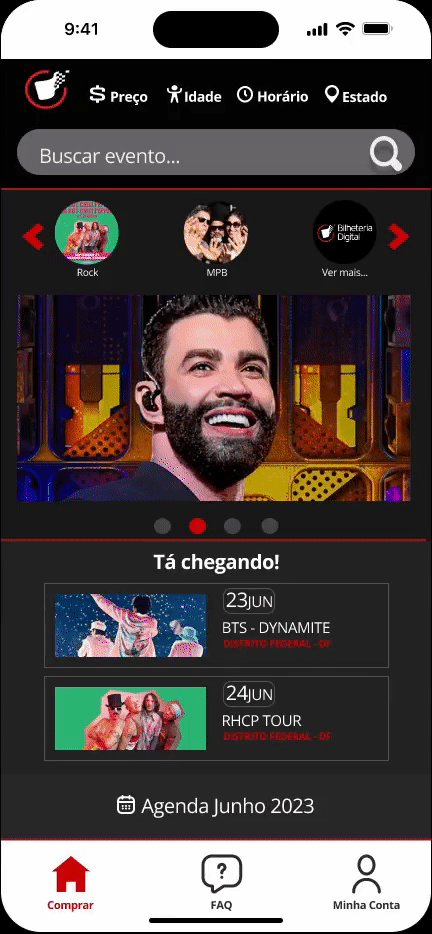 9:41
Preço Idade Horário Estado
Buscar evento...
Bilheteria
Digital
Rock MPB Ver mais...
Tá chegando!
23JUN
BTS - DYNAMITE
DISTRITO FEDERAL - DF
24JUN
RHCP TOUR
DISTRITO FEDERAL - DF
Agenda Junho 2023
Comprar FAQ Minha Conta